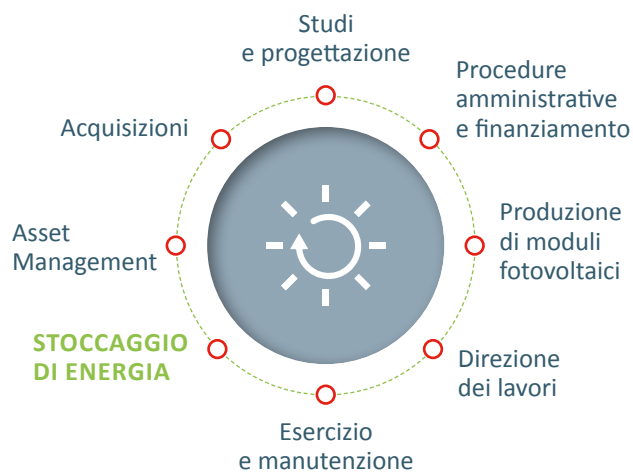 Studi
e progettazione
Procedure
amministrative
e finanziamento
Produzione
di moduli
fotovoltaici
Direzione
dei lavori
Esercizio
e manutenzione
STOCCAGGIO
DI ENERGIA
Asset
Management
Acquisizioni